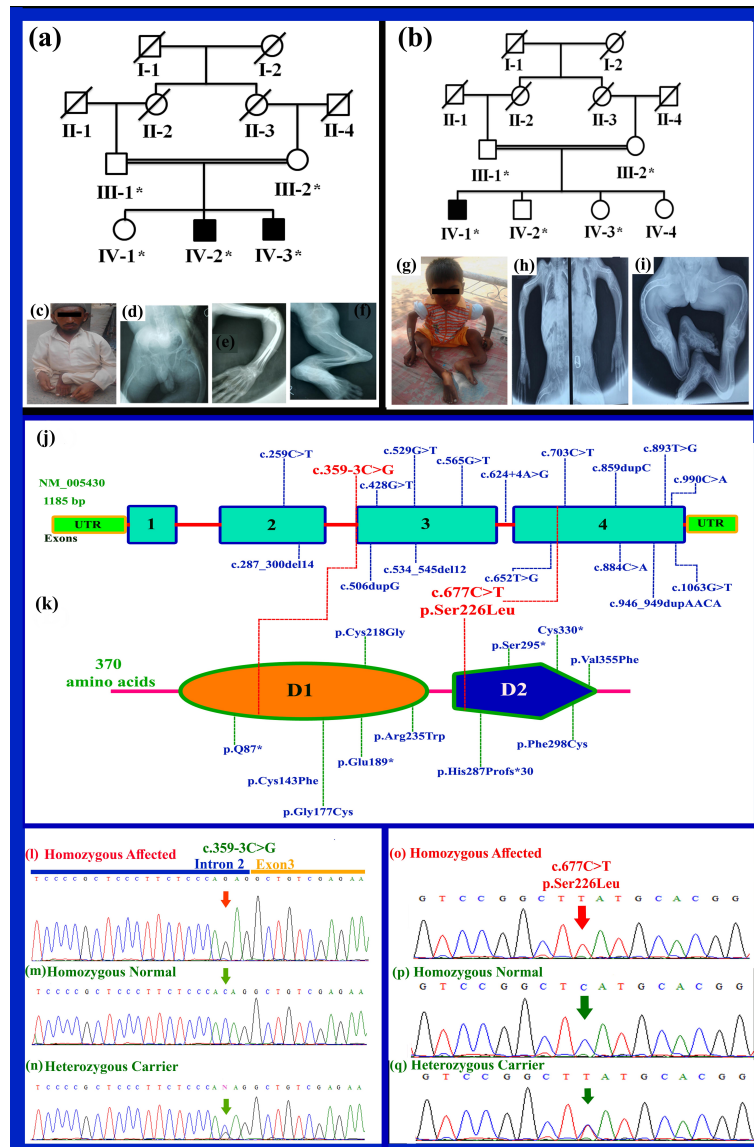 (a)
I-1 I-2
II-1 II-2 II-3 II-4
III-1* III-2*
IV-1* IV-2* IV-3*
(b)
I-1 I-2
II-1 II-2 II-3 II-4
III-1* III-2*
IV-1* IV-2* IV-3* IV-4
(c) (d) (e) (f)
(g) (h) (i)
(j)
NM_005430
1185 bp
UTR 1 2 3 4 UTR
Exons
c.259C>T
c.359-3C>G
c.428G>T
c.529G>T
c.565G>T
c.624+4A>G
c.703C>T
c.859dupC
c.893T>G
c.990C>A
c.287_300del14
c.506dupG
c.534_545del12
c.652T>G
c.677C>T
p.Ser226Leu
c.884C>A
c.946_949dupAACA
c.1063G>T
(k)
370
amino acids
D1 D2
p.Cys218Gly
p.Ser295*
Cys330*
p.Val355Phe
p.Q87*
p.Cys143Phe
p.Gly177Cys
p.Glu189*
p.Arg235Trp
p.His287Profs*30
p.Phe298Cys
(l) Homozygous Affected
c.359-3C>G
Intron 2 Exon3
T C C C C G C T C C C T T C T C C C A G A G G C T G T C G A G A A
(m) Homozygous Normal
T C C C C G C T C C C T T C T C C C A C A G G C T G T C G A G A A
(n) Heterozygous Carrier
T C C C C G C T C C C T T C T C C C A N A G G C T G T C G A G A A
(o) Homozygous Affected
c.677C>T
p.Ser226Leu
G T C C G G C T T A T G C A C G G
(p) Homozygous Normal
G T C C G G C T C A T G C A C G G
(q) Heterozygous Carrier
G T C C G G C T T A T G C A C G G